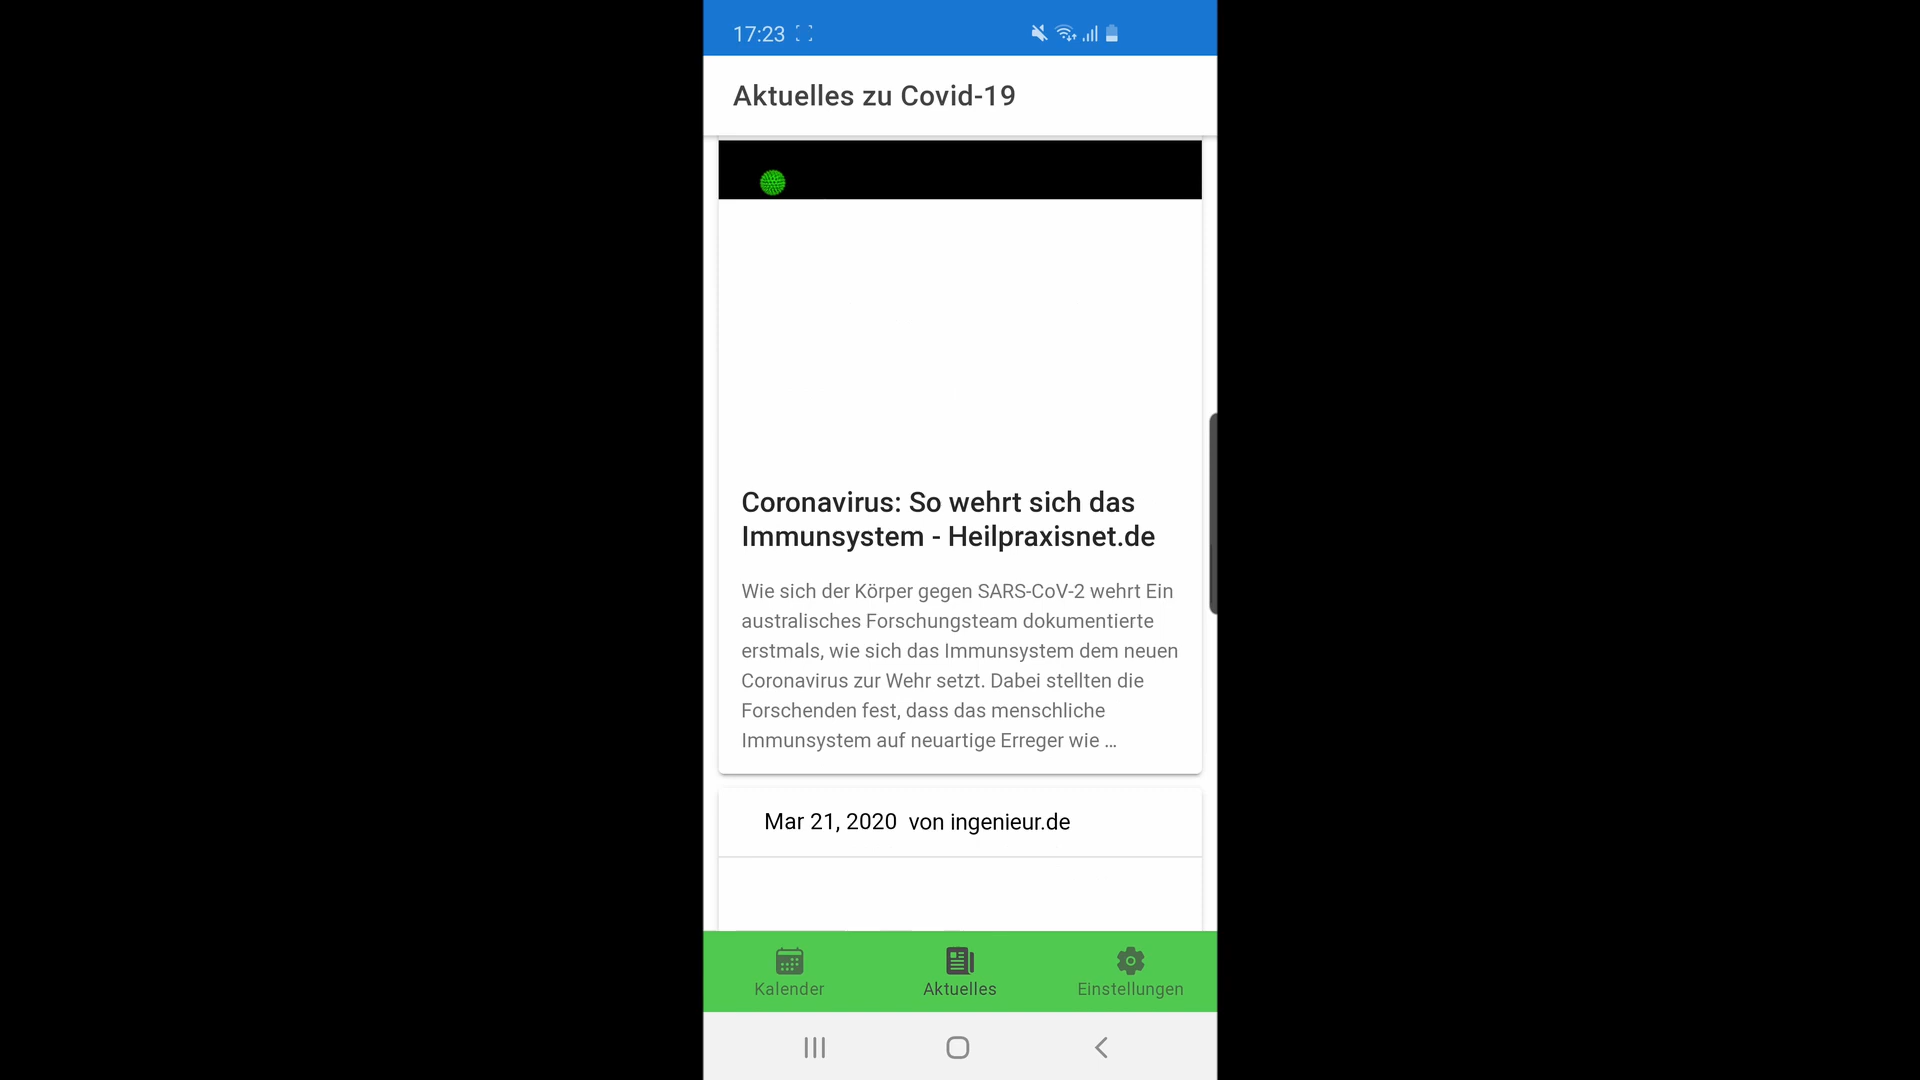 17:23
Aktuelles zu Covid-19
Coronavirus: So wehrt sich das
Immunsystem - Heilpraxisnet.de
Wie sich der Körper gegen SARS-CoV-2 wehrt Ein
australisches Forschungsteam dokumentierte
erstmals, wie sich das Immunsystem dem neuen
Coronavirus zur Wehr setzt. Dabei stellten die
Forschenden fest, dass das menschliche
Immunsystem auf neuartige Erreger wie …
Mar 21, 2020 von ingenieur.de
Kalender Aktuelles Einstellungen